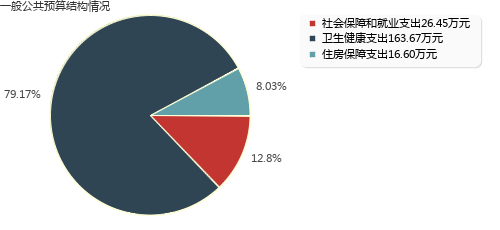 一般公共预算结构情况
社会保障和就业支出26.45万元
卫生健康支出163.67万元
住房保障支出16.60万元
79.17%
8.03%
12.8%